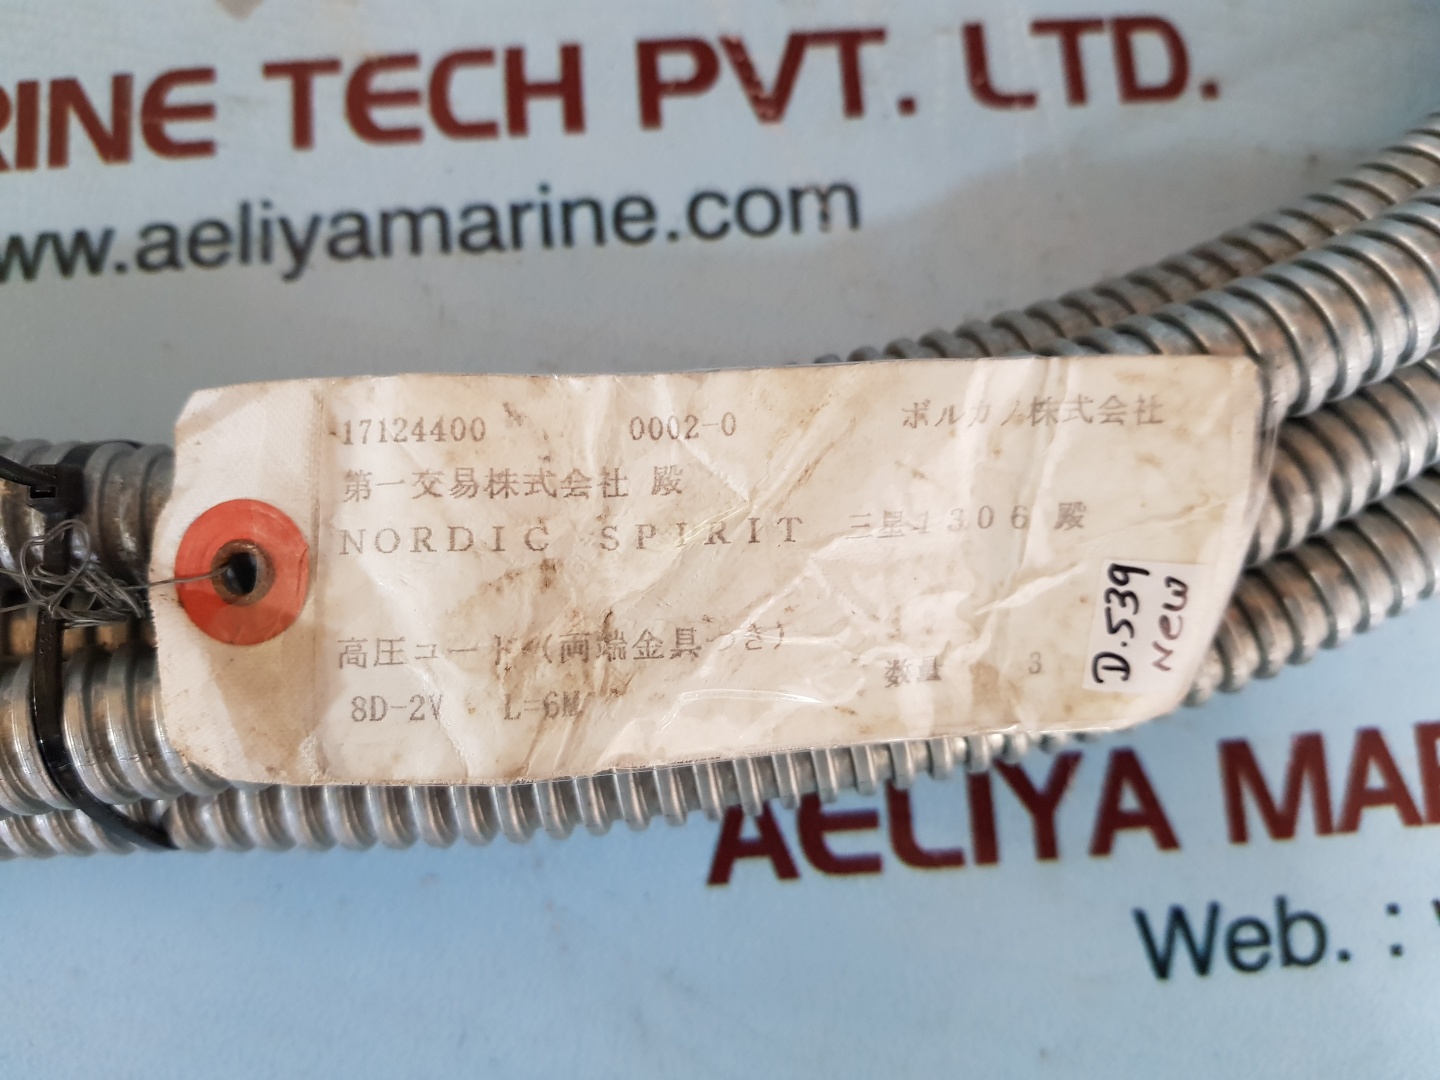 RINE TECH PVT. LTD.
ww.aeliyamarine.com
17124400 0002-0 ボルカノ株式会社
第一交易株式会社 殿
NORDIC SPIRIT 三星1306 殿
高圧コード (両端金具つき)
数量 3
8D-2V L=6M
D.539
New
AELIYA MAR
Web. :